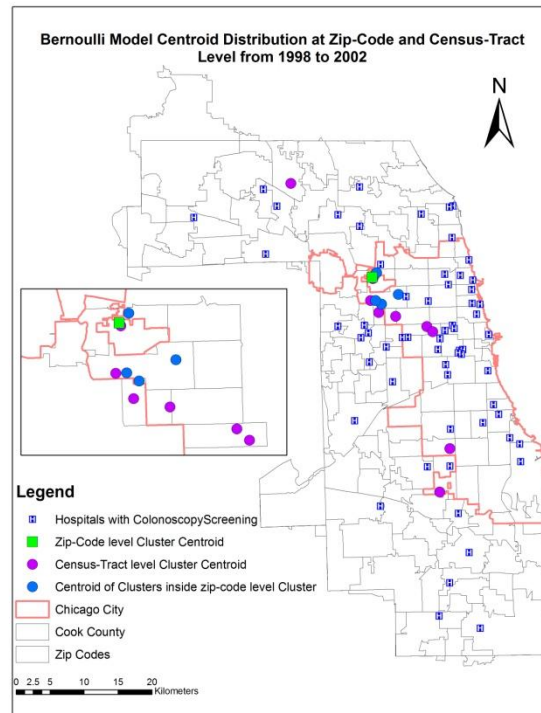 Bernoulli Model Centroid Distribution at Zip-Code and Census-Tract
Level from 1998 to 2002
N
Legend
H Hospitals with ColonoscopyScreening
Zip-Code level Cluster Centroid
Census-Tract level Cluster Centroid
Centroid of Clusters inside zip-code level Cluster
Chicago City
Cook County
Zip Codes
0 2.5 5 10 15 20
Kilometers